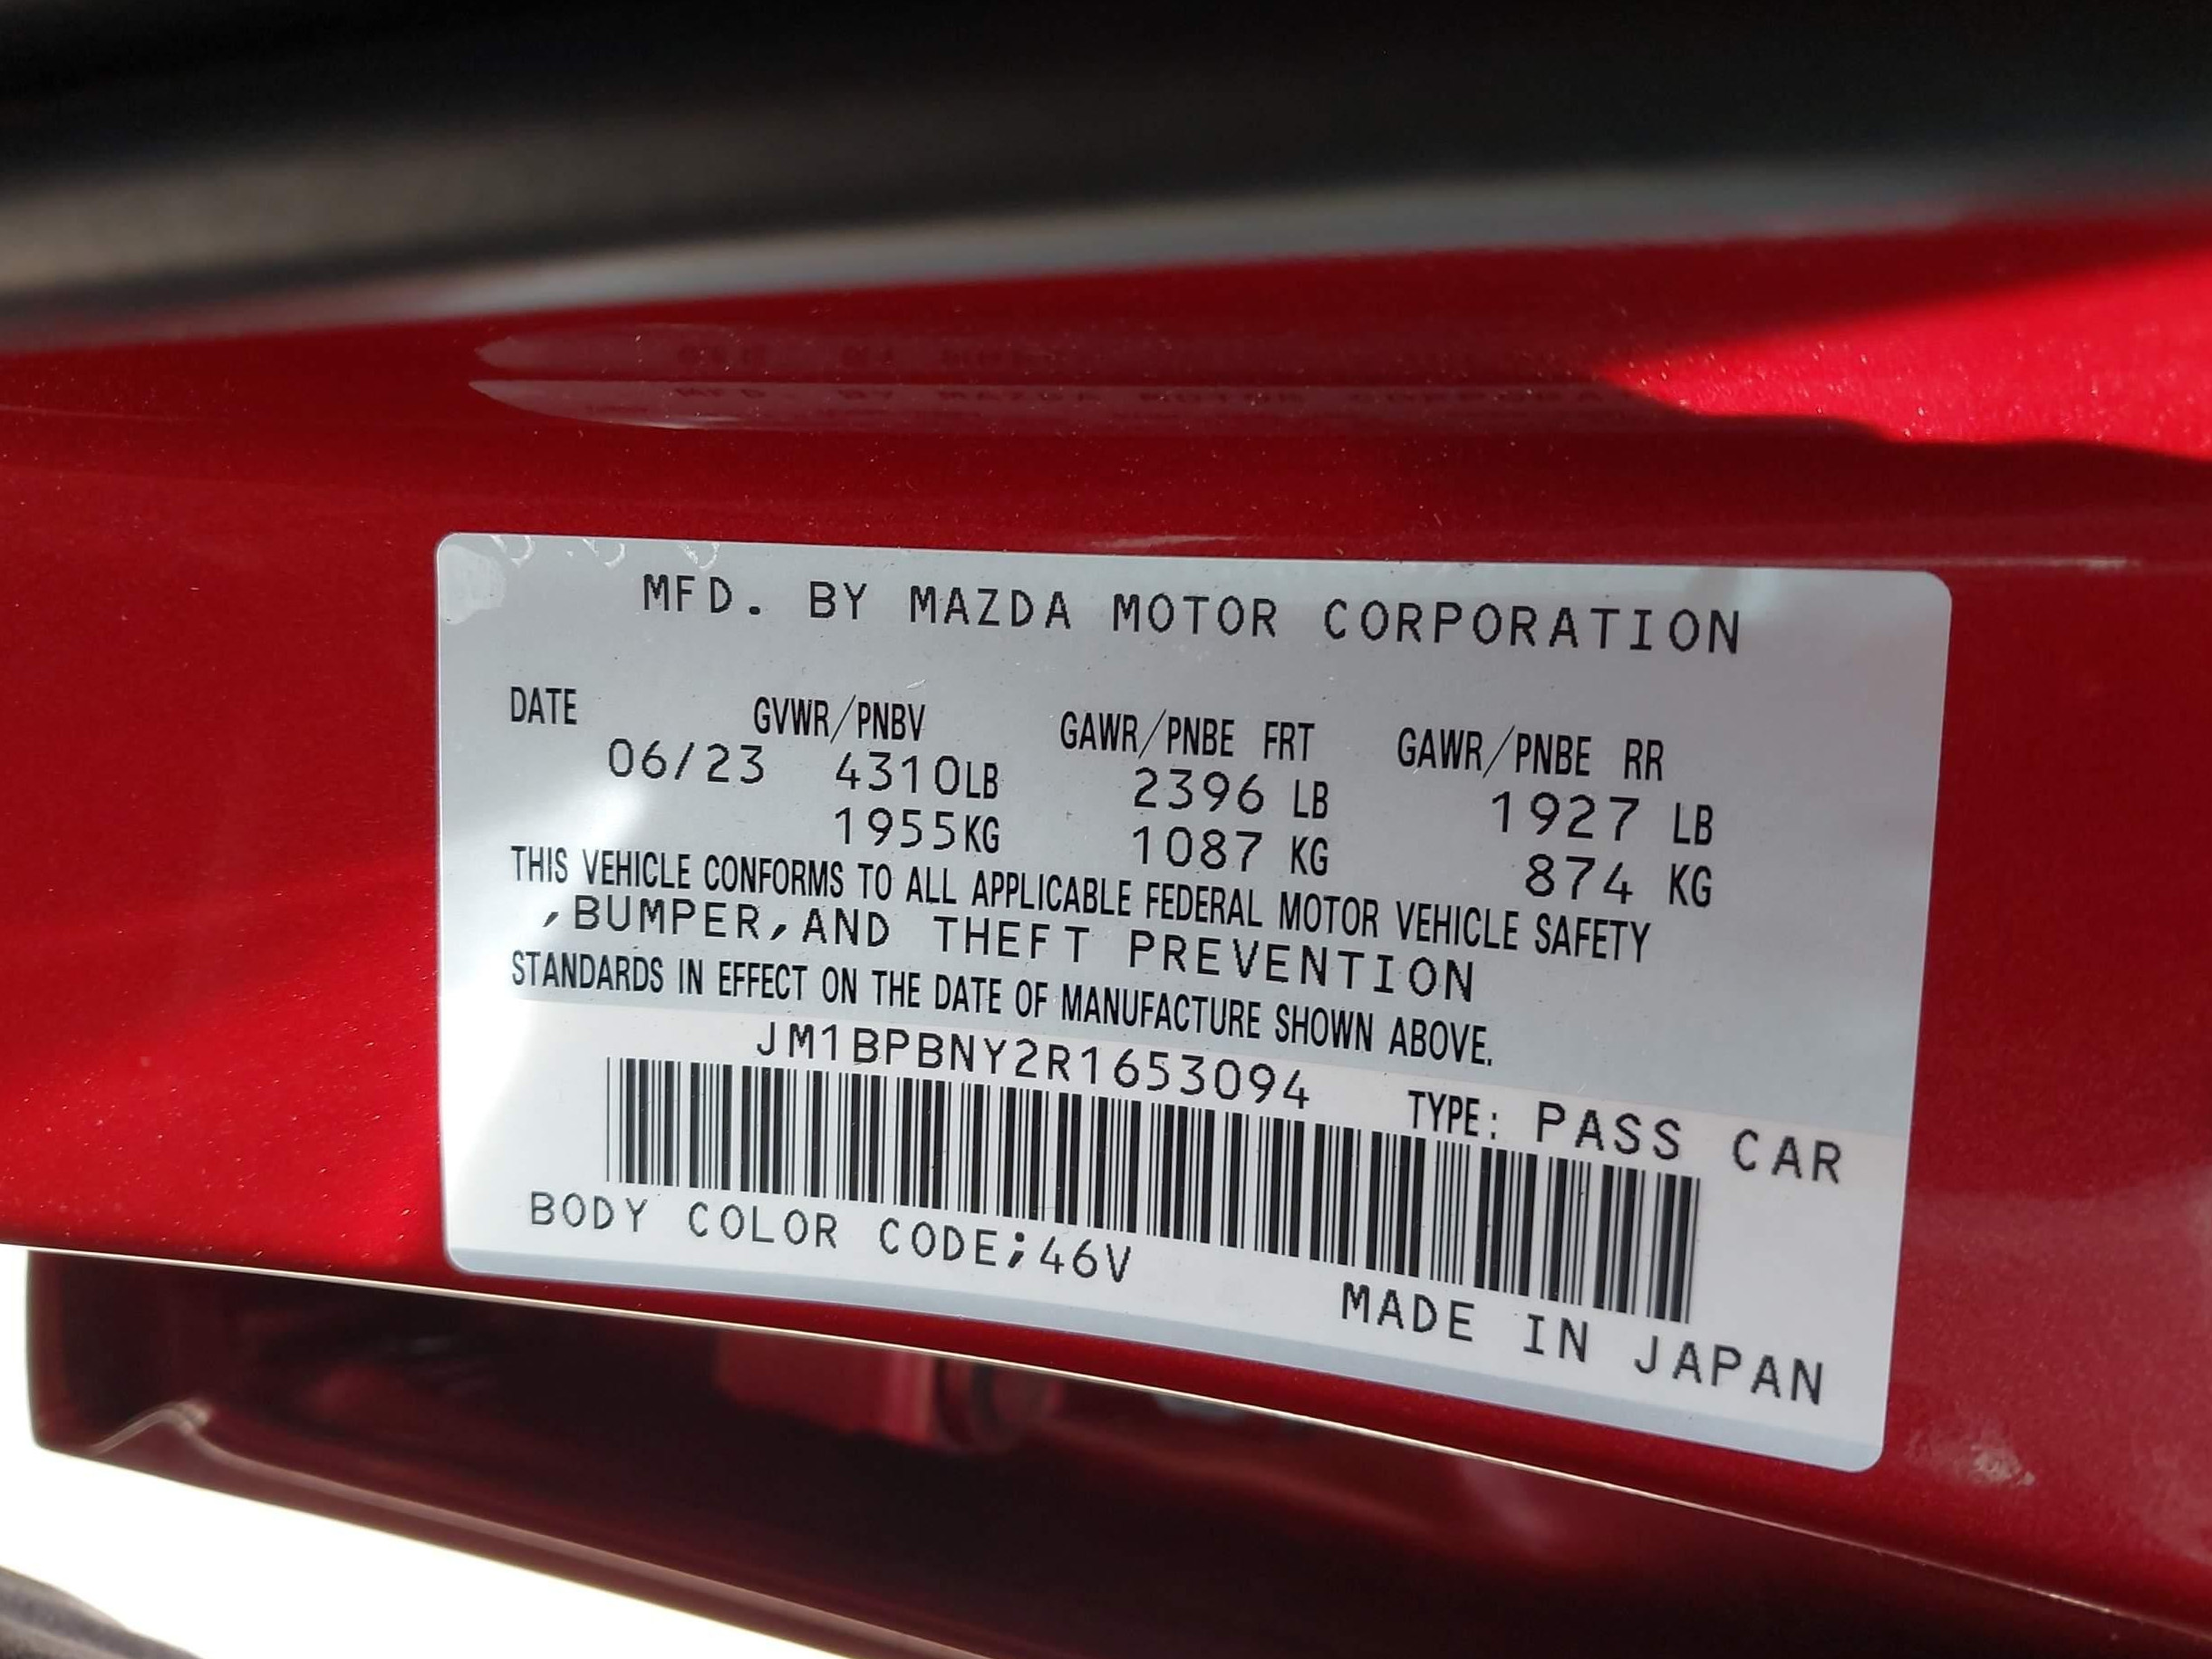 MFD. BY MAZDA MOTOR CORPORATION
DATE GVWR/PNBV GAWR/PNBE FRT GAWR/PNBE RR
06/23 4310LB 2396 LB 1927 LB
1955KG 1087 KG 874 KG
THIS VEHICLE CONFORMS TO ALL APPLICABLE FEDERAL MOTOR VEHICLE SAFETY
,BUMPER,AND THEFT PREVENTION
STANDARDS IN EFFECT ON THE DATE OF MANUFACTURE SHOWN ABOVE.
JM1BPBNY2R1653094 TYPE: PASS CAR
BODY COLOR CODE;46V
MADE IN JAPAN